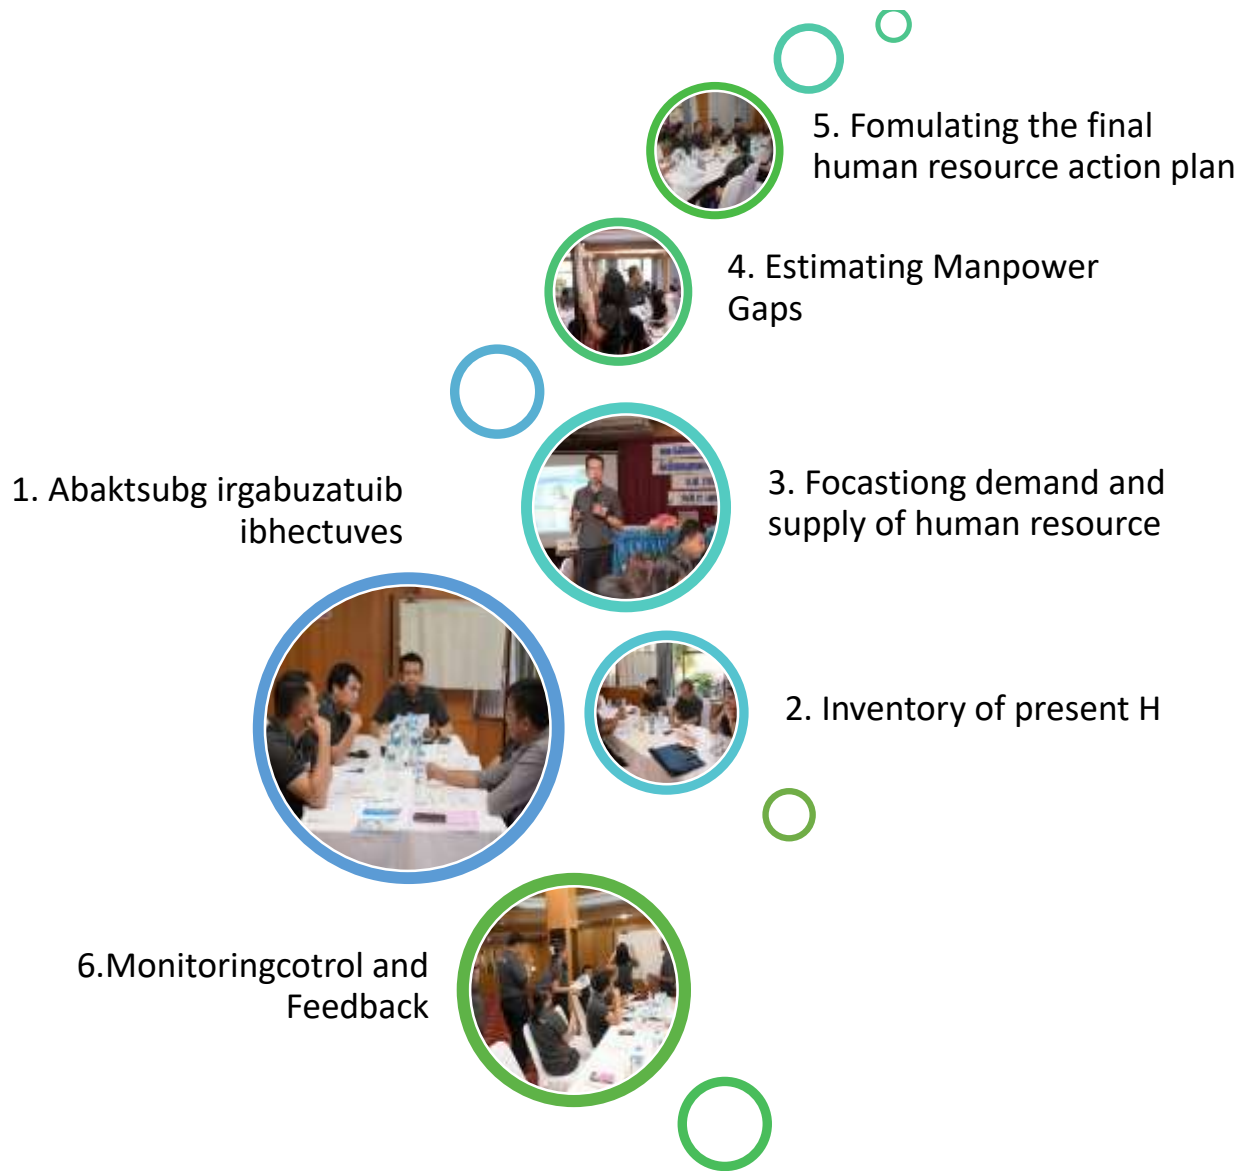 5. Fomulating the final
human resource action plan
4. Estimating Manpower
Gaps
1. Abaktsubg irgabuzatuib
ibhectuves
3. Focastiong demand and
supply of human resource
2. Inventory of present H
6.Monitoringcotrol and
Feedback